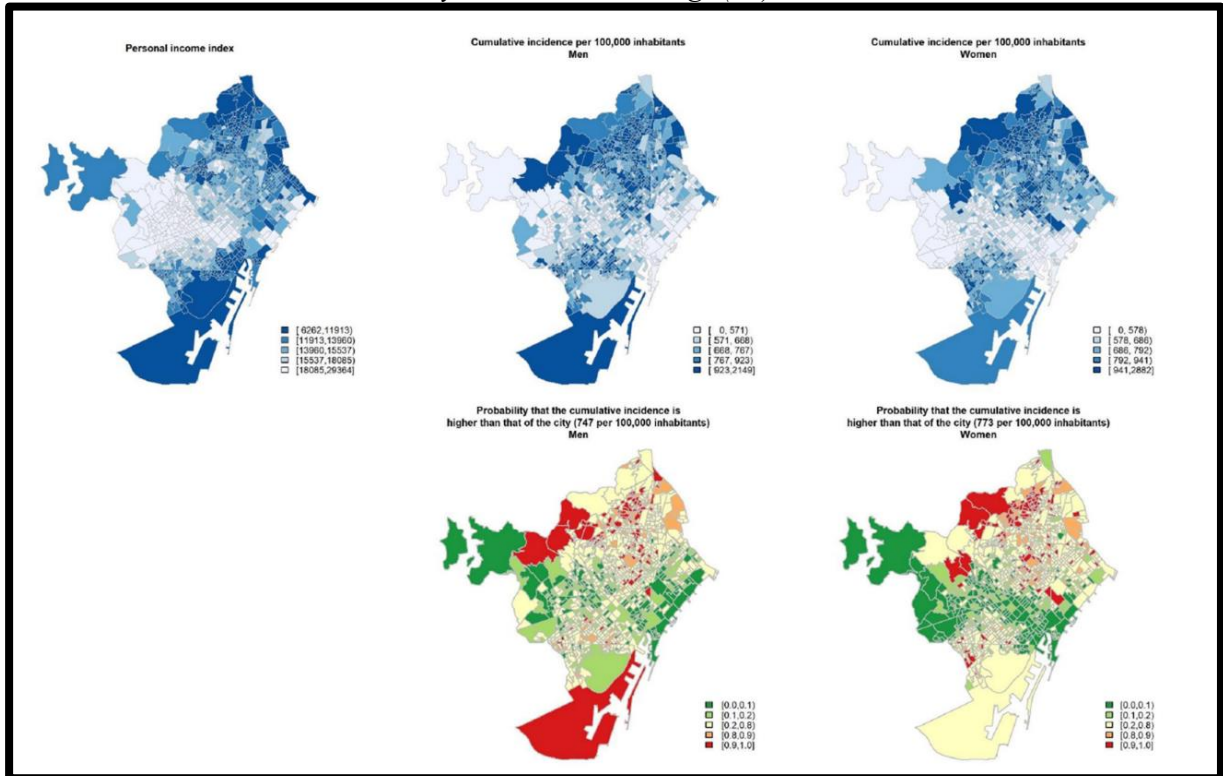 Personal income index
Cumulative incidence per 100,000 inhabitants
Men
Cumulative incidence per 100,000 inhabitants
Women
[ 6262,11913)
[11913,13960)
[13960,15537)
[15537,18085)
[18085,29364]
[ 0, 571)
[ 571, 668)
[ 668, 767)
[ 767, 923)
[ 923,2149]
[ 0, 578)
[ 578, 686)
[ 686, 792)
[ 792, 941)
[ 941,2882]
Probability that the cumulative incidence is
higher than that of the city (747 per 100,000 inhabitants)
Men
Probability that the cumulative incidence is
higher than that of the city (773 per 100,000 inhabitants)
Women
[0.0,0.1)
[0.1,0.2)
[0.2,0.8)
[0.8,0.9)
[0.9,1.0]
[0.0,0.1)
[0.1,0.2)
[0.2,0.8)
[0.8,0.9)
[0.9,1.0]